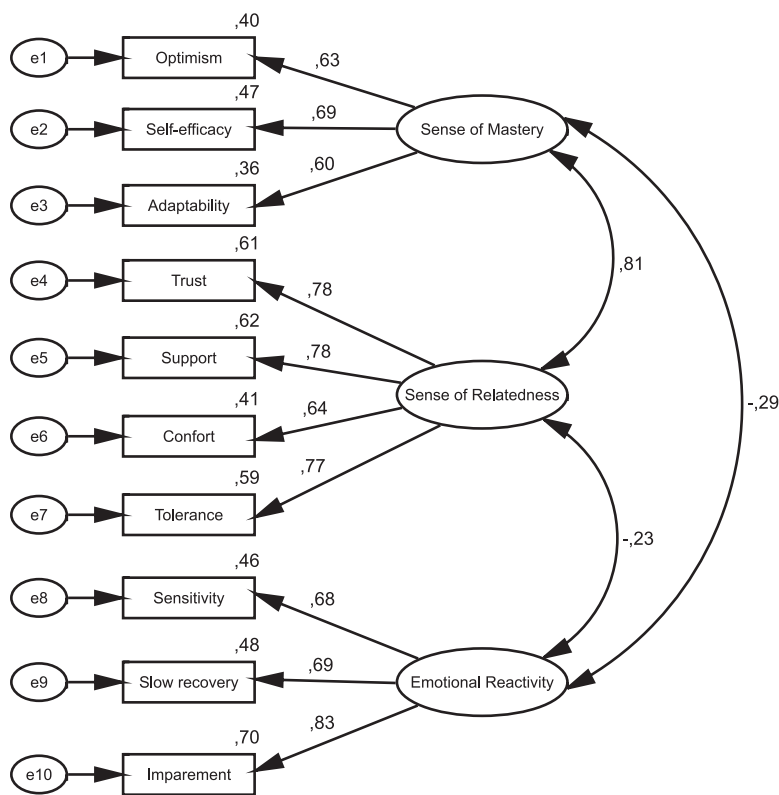 ,40
e1
Optimism
,63
,47
e2
Self-efficacy
,69
Sense of Mastery
,36
,60
e3
Adaptability
,61
,81
e4
Trust
,78
,62
e5
Support
,78
Sense of Relatedness
-,29
,41
,64
e6
Confort
,59
,77
e7
Tolerance
-,23
,46
e8
Sensitivity
,68
,48
e9
Slow recovery
,69
Emotional Reactivity
,70
,83
e10
Imparement